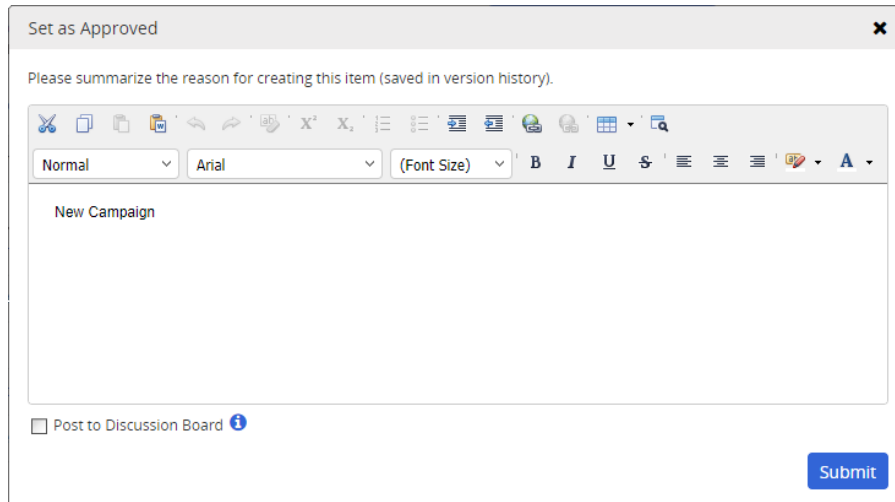 Set as Approved
Please summarize the reason for creating this item (saved in version history).
Normal Arial (Font Size) B I U S A
New Campaign
Post to Discussion Board
Submit